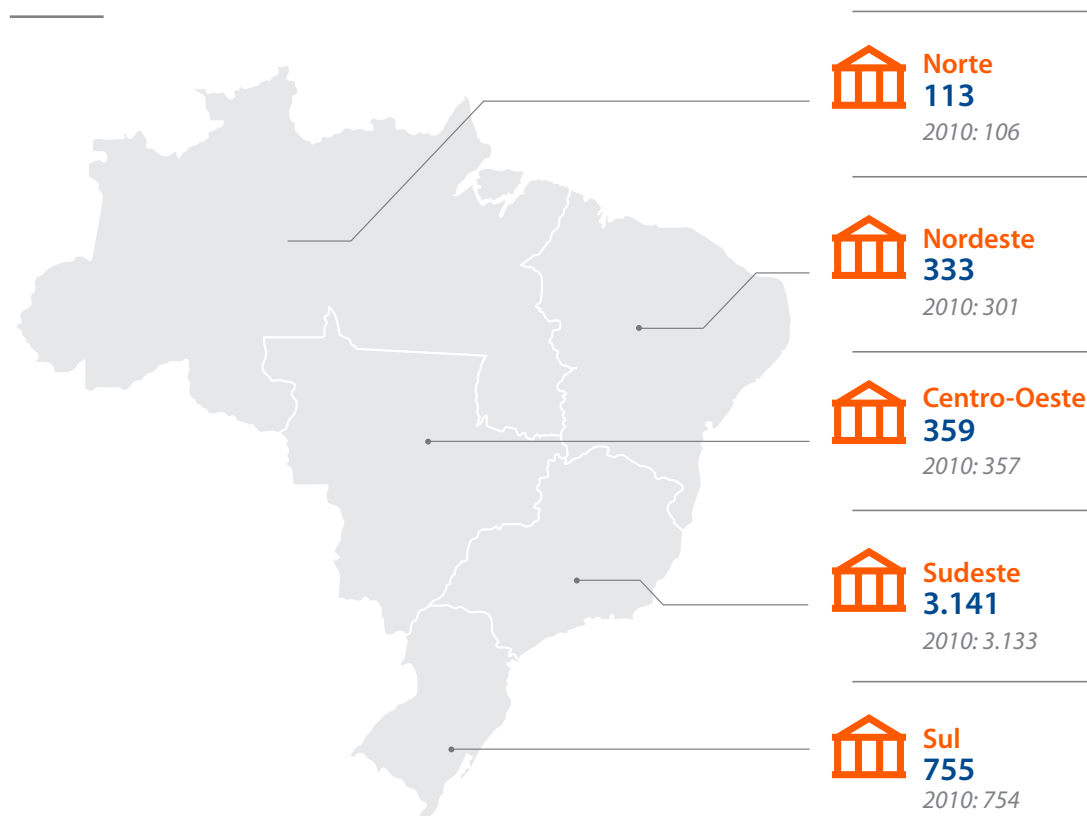 Norte
113
2010: 106
Nordeste
333
2010: 301
Centro-Oeste
359
2010: 357
Sudeste
3.141
2010: 3.133
Sul
755
2010: 754